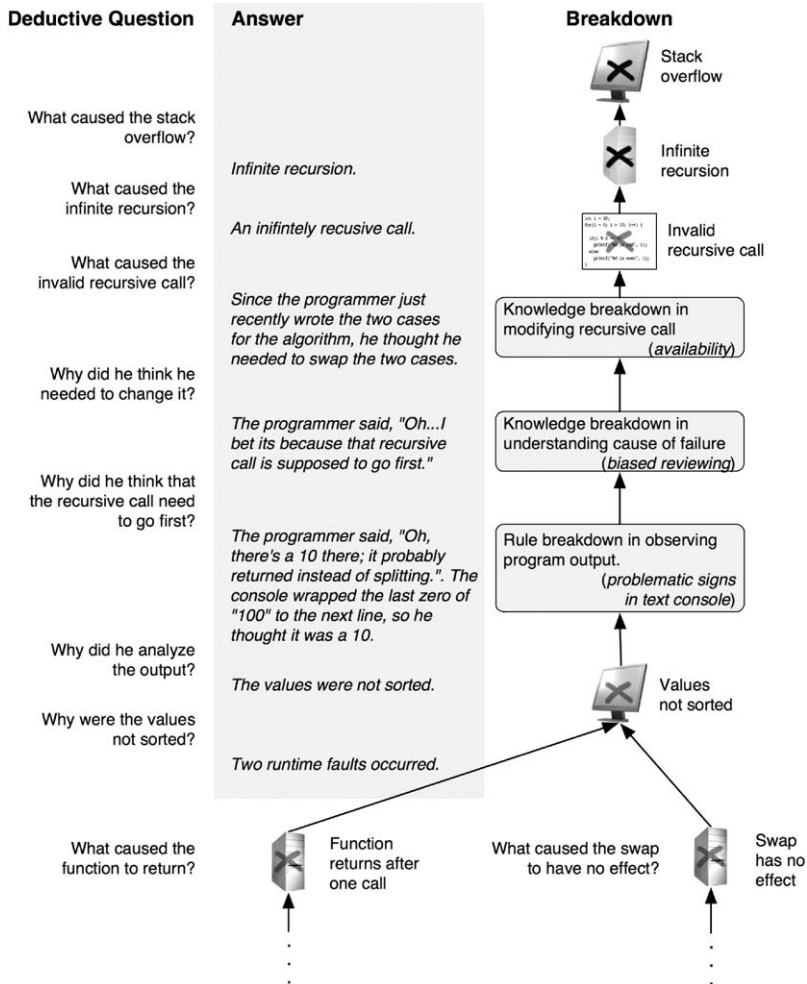 Deductive Question
Answer
Breakdown
Stack
overflow
What caused the stack
overflow?
Infinite recursion.
Infinite
recursion
What caused the
infinite recursion?
An inifintely recusive call.
Invalid
recursive call
What caused the
invalid recursive call?
Since the programmer just
recently wrote the two cases
for the algorithm, he thought he
needed to swap the two cases.
Knowledge breakdown in
modifying recursive call
(availability)
Why did he think he
needed to change it?
The programmer said, "Oh...I
bet its because that recursive
call is supposed to go first."
Knowledge breakdown in
understanding cause of failure
(biased reviewing)
Why did he think that
the recursive call need
to go first?
The programmer said, "Oh,
there's a 10 there; it probably
returned instead of splitting.". The
console wrapped the last zero of
"100" to the next line, so he
thought it was a 10.
Rule breakdown in observing
program output.
(problematic signs
in text console)
Why did he analyze
the output?
The values were not sorted.
Values
not sorted
Why were the values
not sorted?
Two runtime faults occurred.
What caused the
function to return?
Function
returns after
one call
What caused the swap
to have no effect?
Swap
has no
effect